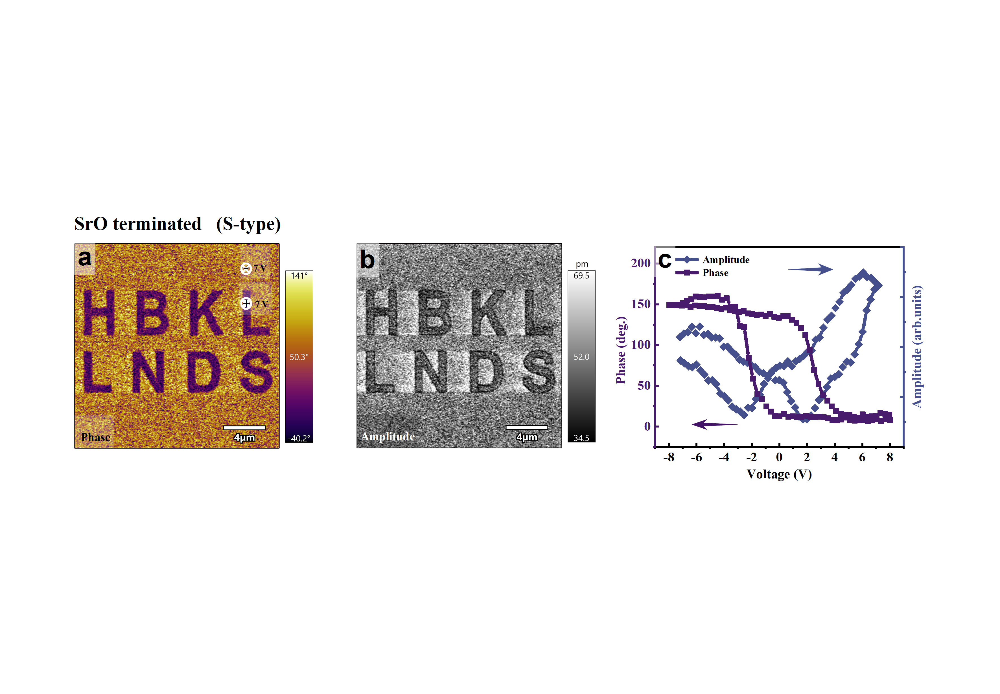 SrO terminated (S-type)
a
- 7 V
+ 7 V
HBKL
LNDS
Phase
4μm
141°
50.3°
-40.2°
b
HBKL
LNDS
Amplitude
4μm
pm
69.5
52.0
34.5
c
Amplitude
Phase
200
150
100
50
0
Phase (deg.)
Amplitude (arb.units)
-8 -6 -4 -2 0 2 4 6 8
Voltage (V)